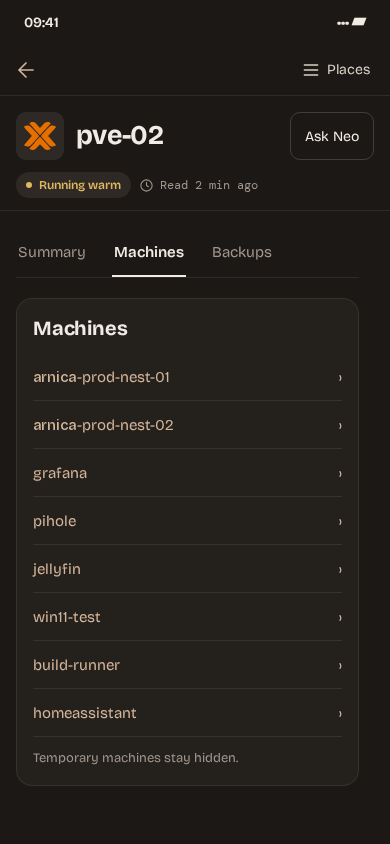 09:41
Places
pve-02
Ask Neo
Running warm
Read 2 min ago
Summary
Machines
Backups
Machines
arnica-prod-nest-01
arnica-prod-nest-02
grafana
pihole
jellyfin
win11-test
build-runner
homeassistant
Temporary machines stay hidden.